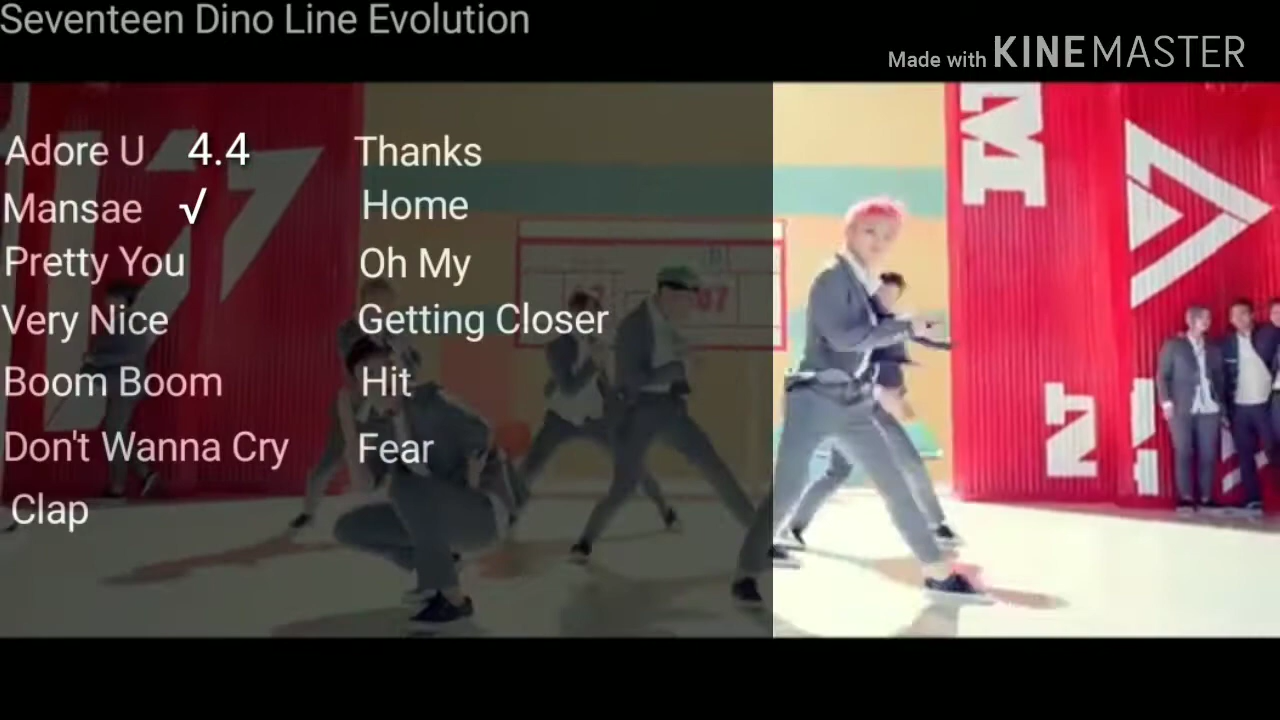 Seventeen Dino Line Evolution
Made with KINEMASTER
Adore U 4.4
Mansae √
Pretty You
Very Nice
Boom Boom
Don't Wanna Cry
Clap
Thanks
Home
Oh My
Getting Closer
Hit
Fear
17